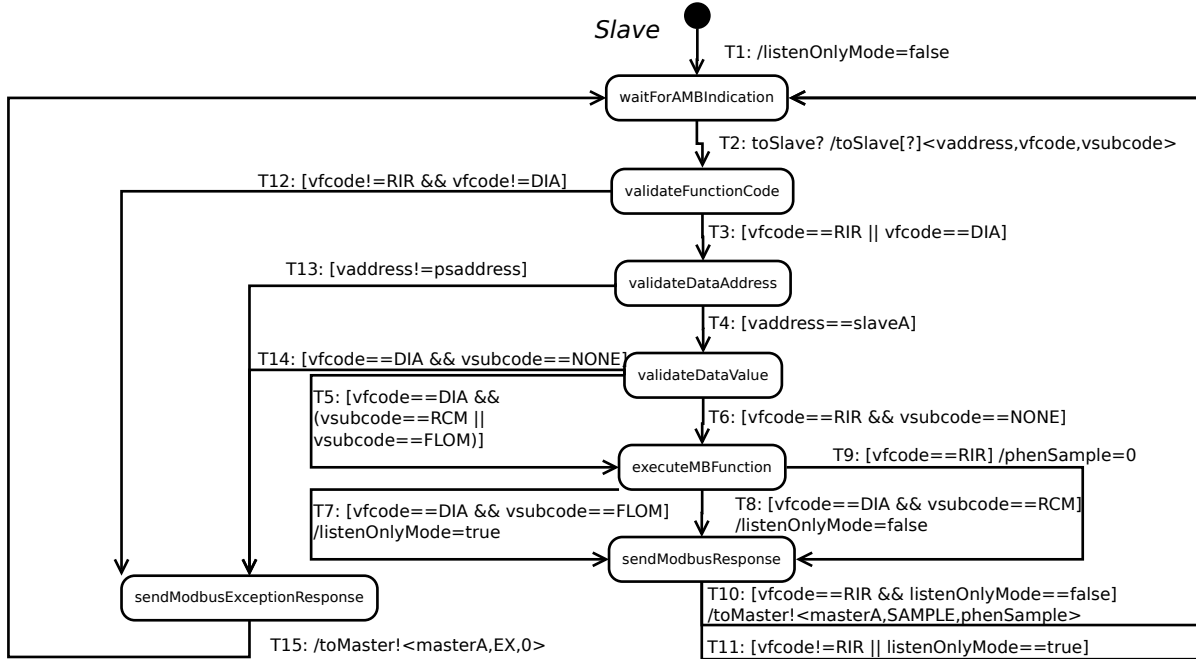 Slave
T1: /listenOnlyMode=false
waitForAMBIndication
T2: toSlave? /toSlave[?]<vaddress,vfcode,vsubcode>
T12: [vfcode!=RIR && vfcode!=DIA]
validateFunctionCode
T3: [vfcode==RIR || vfcode==DIA]
T13: [vaddress!=psaddress]
validateDataAddress
T4: [vaddress==slaveA]
T14: [vfcode==DIA && vsubcode==NONE]
validateDataValue
T5: [vfcode==DIA &&
(vsubcode==RCM ||
vsubcode==FLOM)]
T6: [vfcode==RIR && vsubcode==NONE]
executeMBFunction
T9: [vfcode==RIR] /phenSample=0
T7: [vfcode==DIA && vsubcode==FLOM]
/listenOnlyMode=true
T8: [vfcode==DIA && vsubcode==RCM]
/listenOnlyMode=false
sendModbusResponse
sendModbusExceptionResponse
T10: [vfcode==RIR && listenOnlyMode==false]
/toMaster!<masterA,SAMPLE,phenSample>
T15: /toMaster!<masterA,EX,0>
T11: [vfcode!=RIR || listenOnlyMode==true]